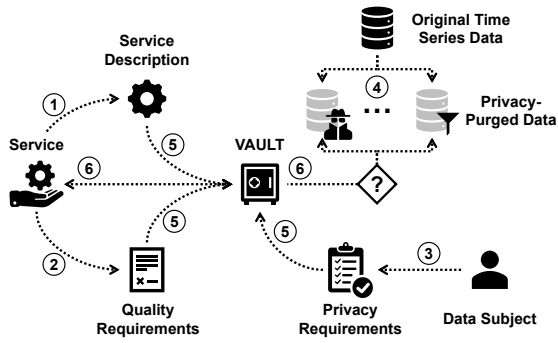 Original Time
Series Data
Service
Description
1
4
Privacy-
Purged Data
5
Service
6
VAULT
6
?
5
2
5
3
Quality
Requirements
Privacy
Requirements
Data Subject